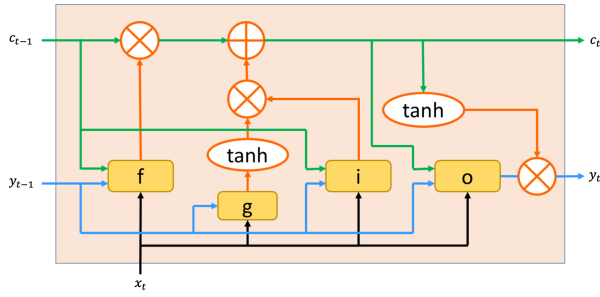 c_{t-1}
c_t
tanh
tanh
f
i
o
y_{t-1}
y_t
g
x_t